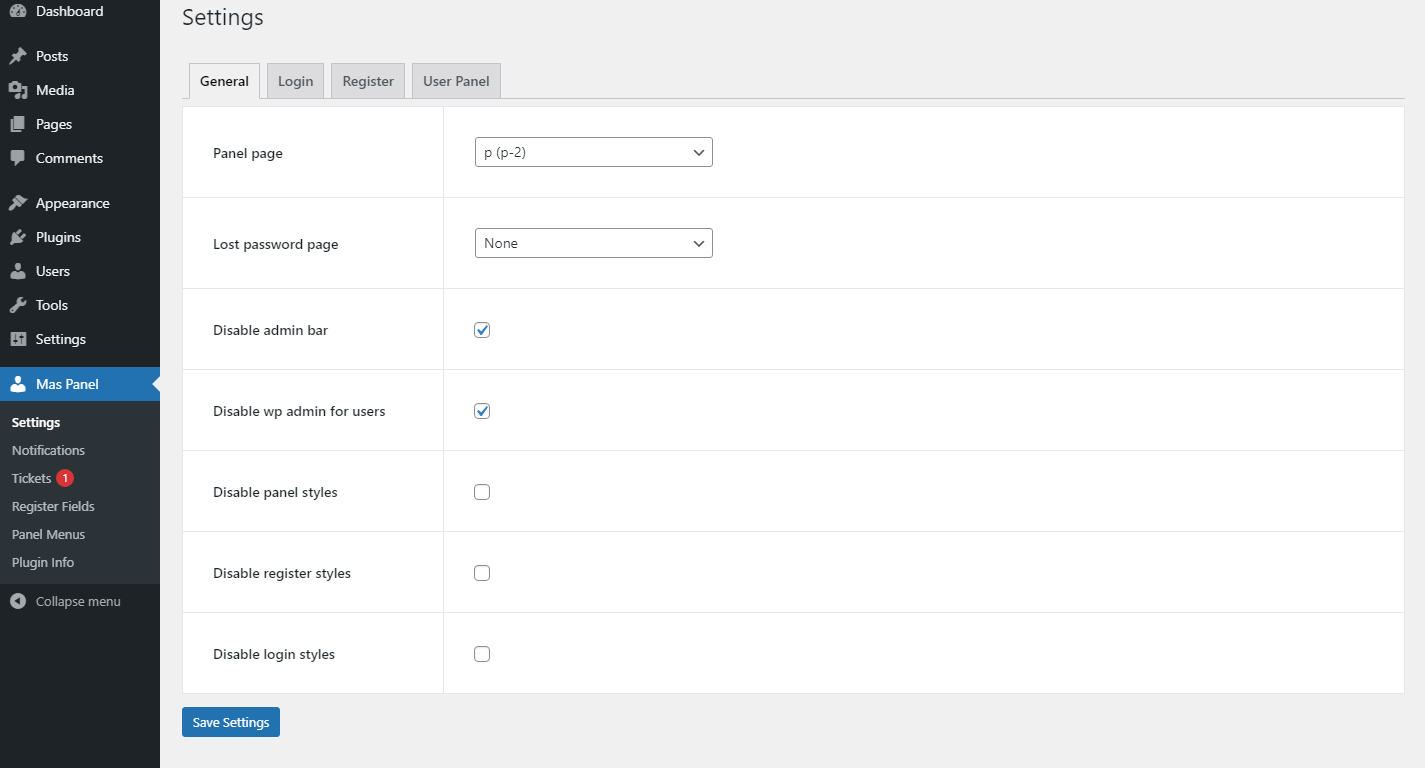 Dashboard
Posts
Media
Pages
Comments
Appearance
Plugins
Users
Tools
Settings
Mas Panel
Settings
Notifications
Tickets 1
Register Fields
Panel Menus
Plugin Info
Collapse menu
Settings
General Login Register User Panel
Panel page p (p-2)
Lost password page None
Disable admin bar
Disable wp admin for users
Disable panel styles
Disable register styles
Disable login styles
Save Settings